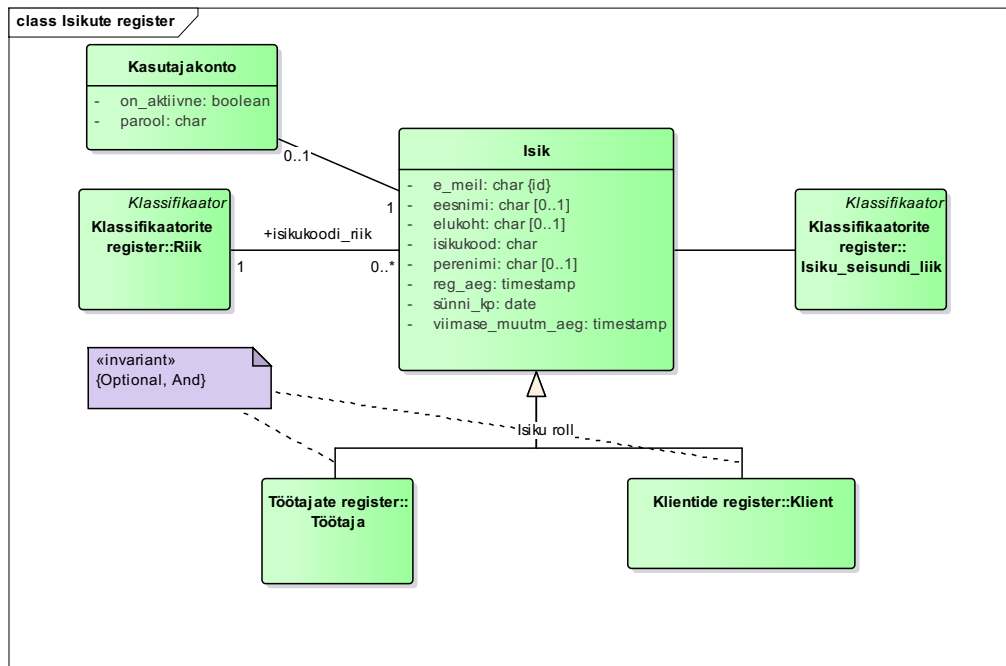 class Isikute register
Kasutajakonto
- on_aktiivne: boolean
- parool: char
0..1
Isik
- e_meil: char {id}
- eesnimi: char [0..1]
- elukoht: char [0..1]
- isikukood: char
- perenimi: char [0..1]
- reg_aeg: timestamp
- sünni_kp: date
- viimase_muutm_aeg: timestamp
1
Klassifikaator
Klassifikaatorite
register::Riik
+isikukoodi_riik
1
0..*
Klassifikaator
Klassifikaatorite
register::
Isiku_seisundi_liik
«invariant»
{Optional, And}
Isiku roll
Töötajate register::
Töötaja
Klientide register::Klient